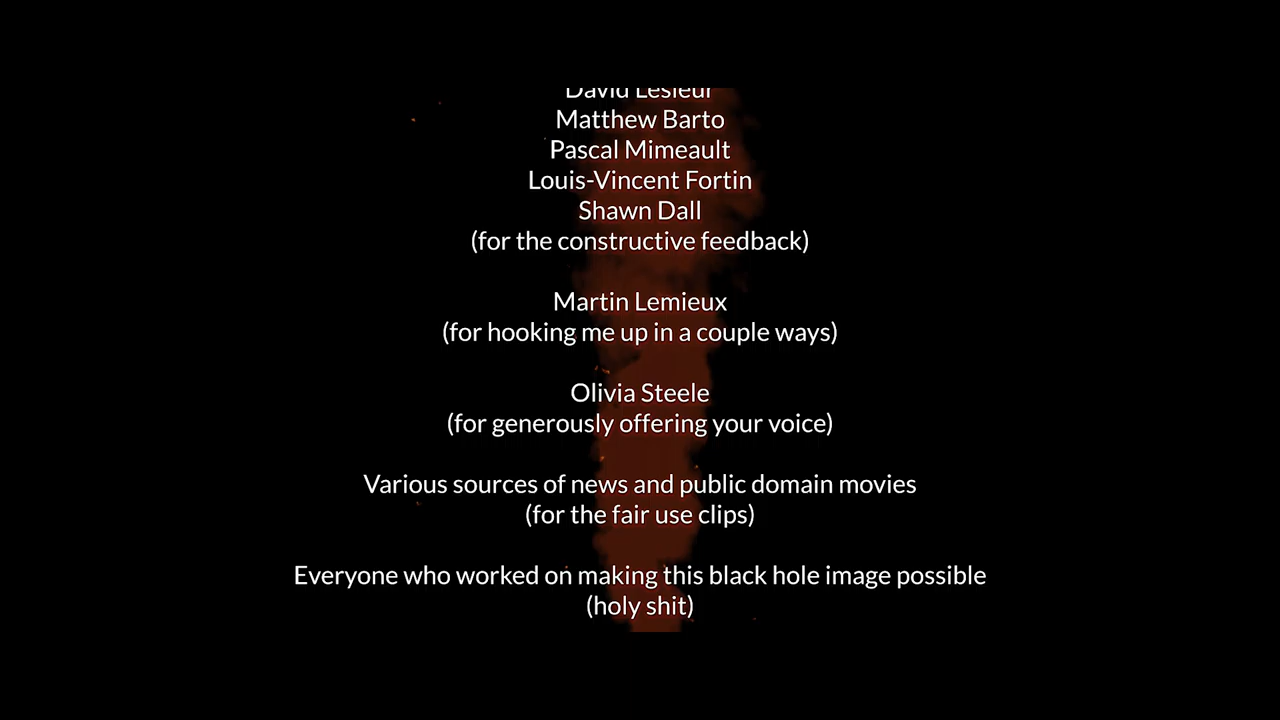 David Lesieur
Matthew Barto
Pascal Mimeault
Louis-Vincent Fortin
Shawn Dall
(for the constructive feedback)
Martin Lemieux
(for hooking me up in a couple ways)
Olivia Steele
(for generously offering your voice)
Various sources of news and public domain movies
(for the fair use clips)
Everyone who worked on making this black hole image possible
(holy shit)